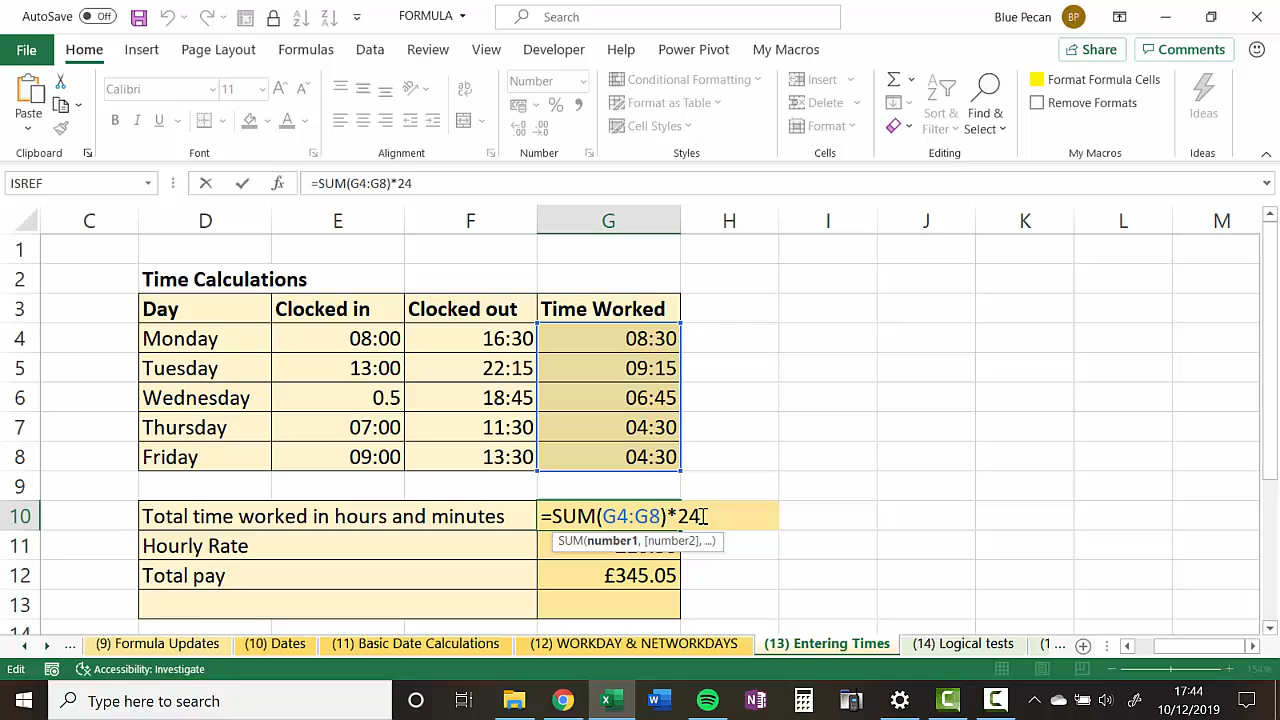 AutoSave Off FORMULA Search Blue Pecan BP
File Home Insert Page Layout Formulas Data Review View Developer Help Power Pivot My Macros Share Comments
Paste Calibri 11 Number Conditional Formatting Insert Format Formula Cells
Format as Table Delete Sort & Filter Find & Select Remove Formats Ideas
B I U A % Cell Styles Format
Clipboard Font Alignment Number Styles Cells Editing My Macros Ideas
ISREF fx =SUM(G4:G8)*24
C D E F G H I J K L M
1
2 Time Calculations
3 Day Clocked in Clocked out Time Worked
4 Monday 08:00 16:30 08:30
5 Tuesday 13:00 22:15 09:15
6 Wednesday 0.5 18:45 06:45
7 Thursday 07:00 11:30 04:30
8 Friday 09:00 13:30 04:30
9
10 Total time worked in hours and minutes =SUM(G4:G8)*24
SUM(number1, [number2], ...)
11 Hourly Rate
12 Total pay £345.05
13
14
... (9) Formula Updates (10) Dates (11) Basic Date Calculations (12) WORKDAY & NETWORKDAYS (13) Entering Times (14) Logical tests (1 ...
Edit Accessibility: Investigate 154%
Type here to search 17:44
10/12/2019